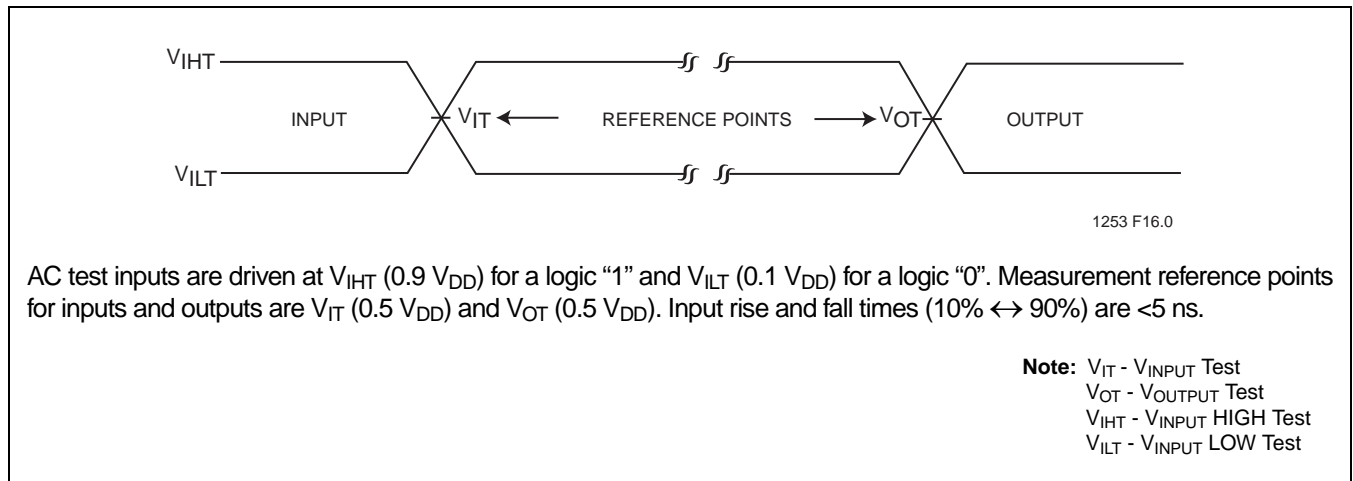 VIHT
INPUT VIT REFERENCE POINTS VOT OUTPUT
VILT
1253 F16.0
AC test inputs are driven at VIHT (0.9 VDD) for a logic “1” and VILT (0.1 VDD) for a logic “0”. Measurement reference points
for inputs and outputs are VIT (0.5 VDD) and VOT (0.5 VDD). Input rise and fall times (10% ↔ 90%) are <5 ns.
Note: VIT - VINPUT Test
VOT - VOUTPUT Test
VIHT - VINPUT HIGH Test
VILT - VINPUT LOW Test